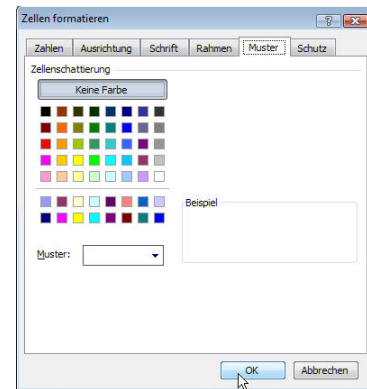 Zellen formatieren
Zahlen Ausrichtung Schrift Rahmen Muster Schutz
Zellenschattierung
Keine Farbe
Beispiel
Muster:
OK Abbrechen